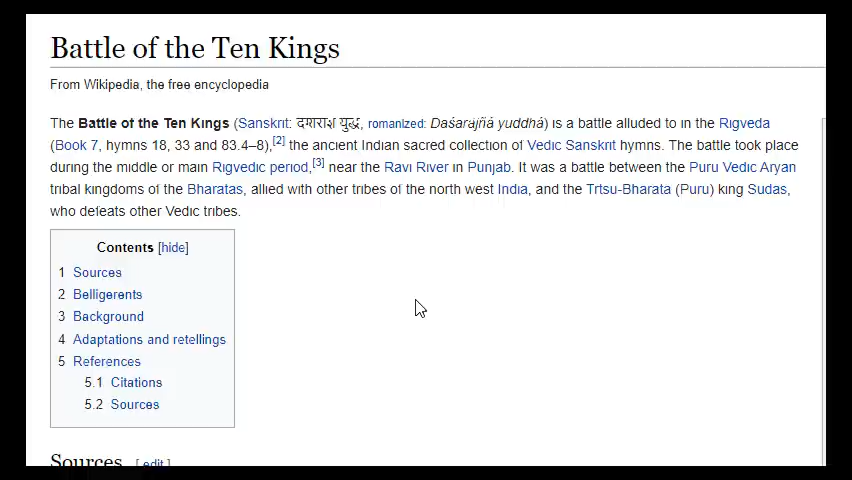 Battle of the Ten Kings
From Wikipedia, the free encyclopedia
The Battle of the Ten Kings (Sanskrit: दाशराज्ञ युद्ध, romanized: Dāśarājñá yuddhá) is a battle alluded to in the Rigveda
(Book 7, hymns 18, 33 and 83.4–8),[2] the ancient Indian sacred collection of Vedic Sanskrit hymns. The battle took place
during the middle or main Rigvedic period,[3] near the Ravi River in Punjab. It was a battle between the Puru Vedic Aryan
tribal kingdoms of the Bharatas, allied with other tribes of the north west India, and the Trtsu-Bharata (Puru) king Sudas,
who defeats other Vedic tribes.
Contents [hide]
1 Sources
2 Belligerents
3 Background
4 Adaptations and retellings
5 References
5.1 Citations
5.2 Sources
Sources [ edit ]